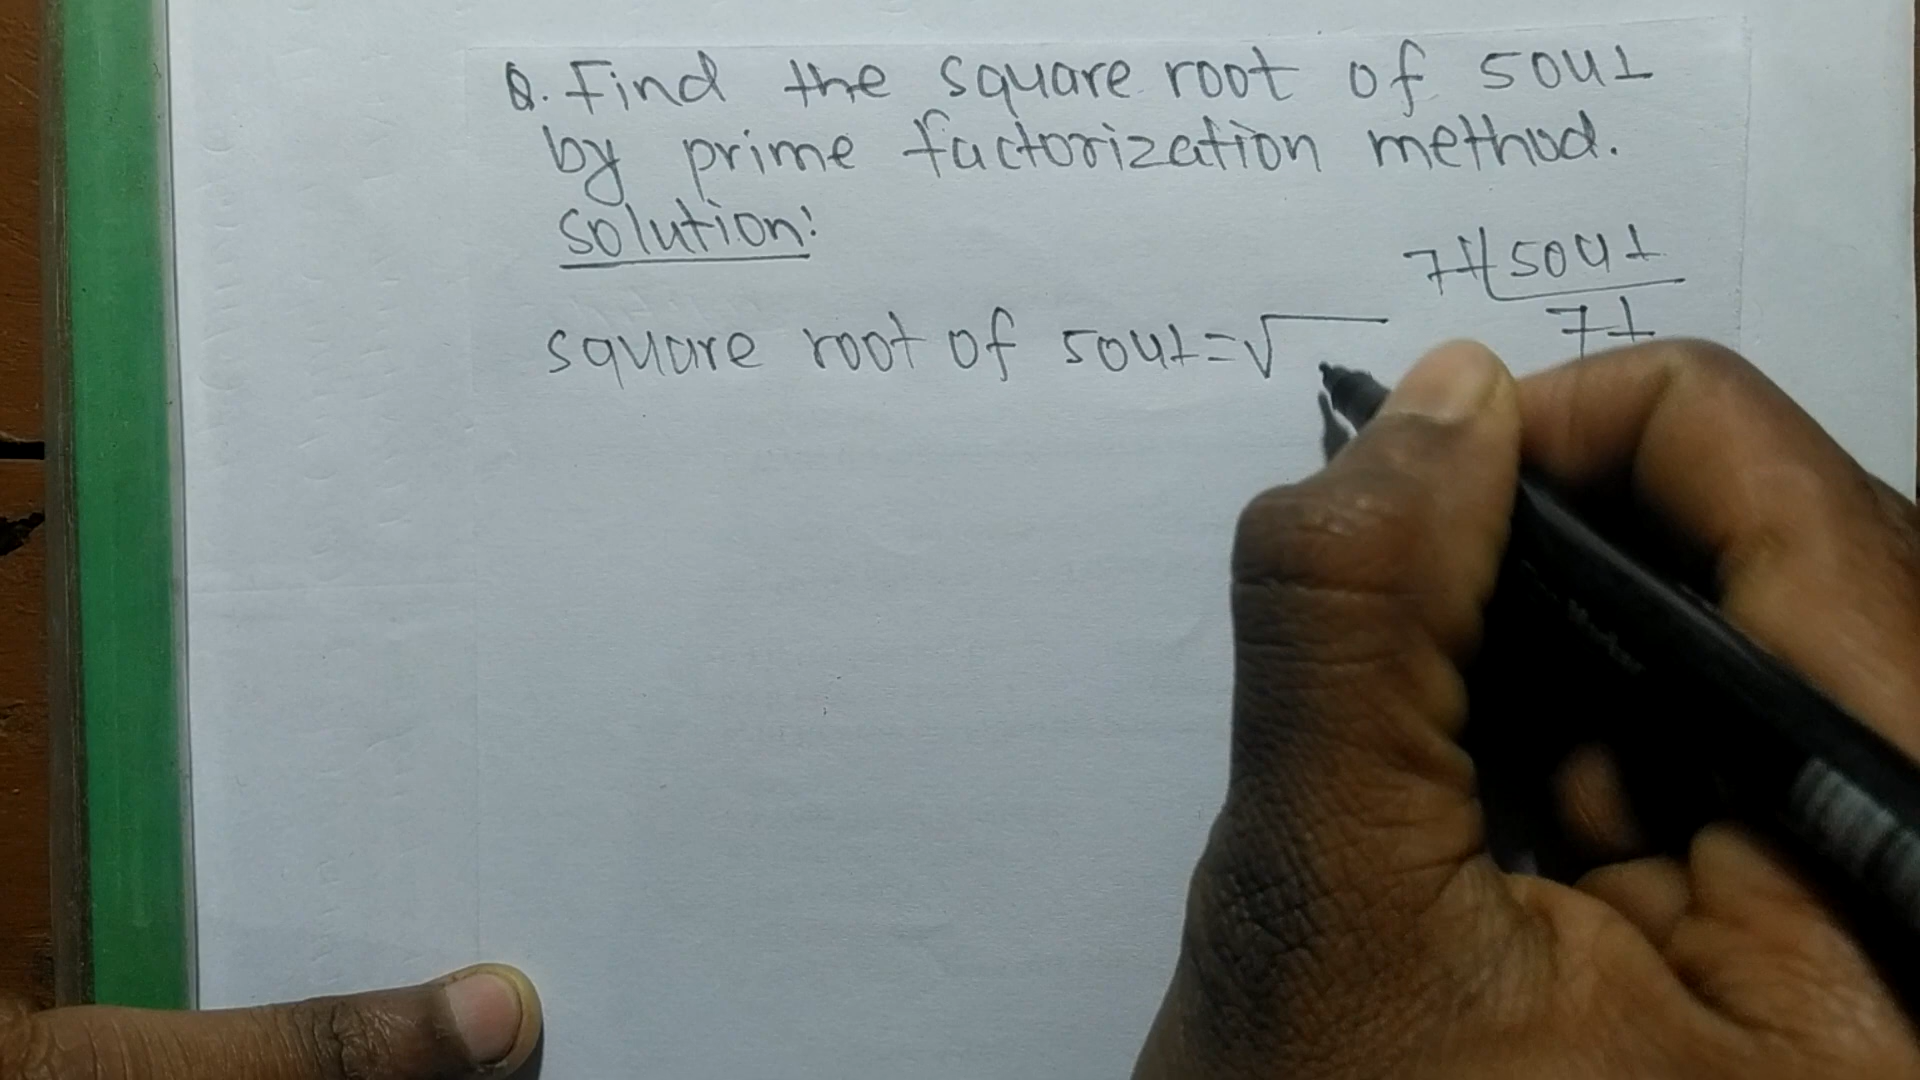 Q. Find the square root of 5041
by prime factorization method.
solution:
71 5041
71
square root of 5041=√